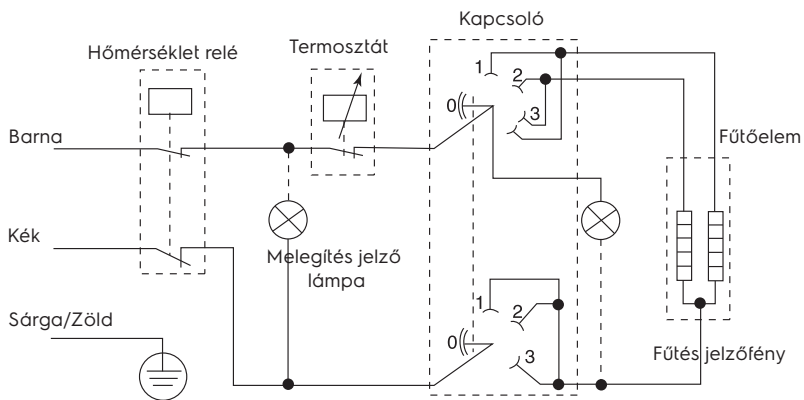 Kapcsoló
Hőmérséklet relé
Termosztát
1
2
0
3
Barna
Fűtőelem
Kék
Melegítés jelző
lámpa
1
2
0
3
Sárga/Zöld
Fűtés jelzőfény